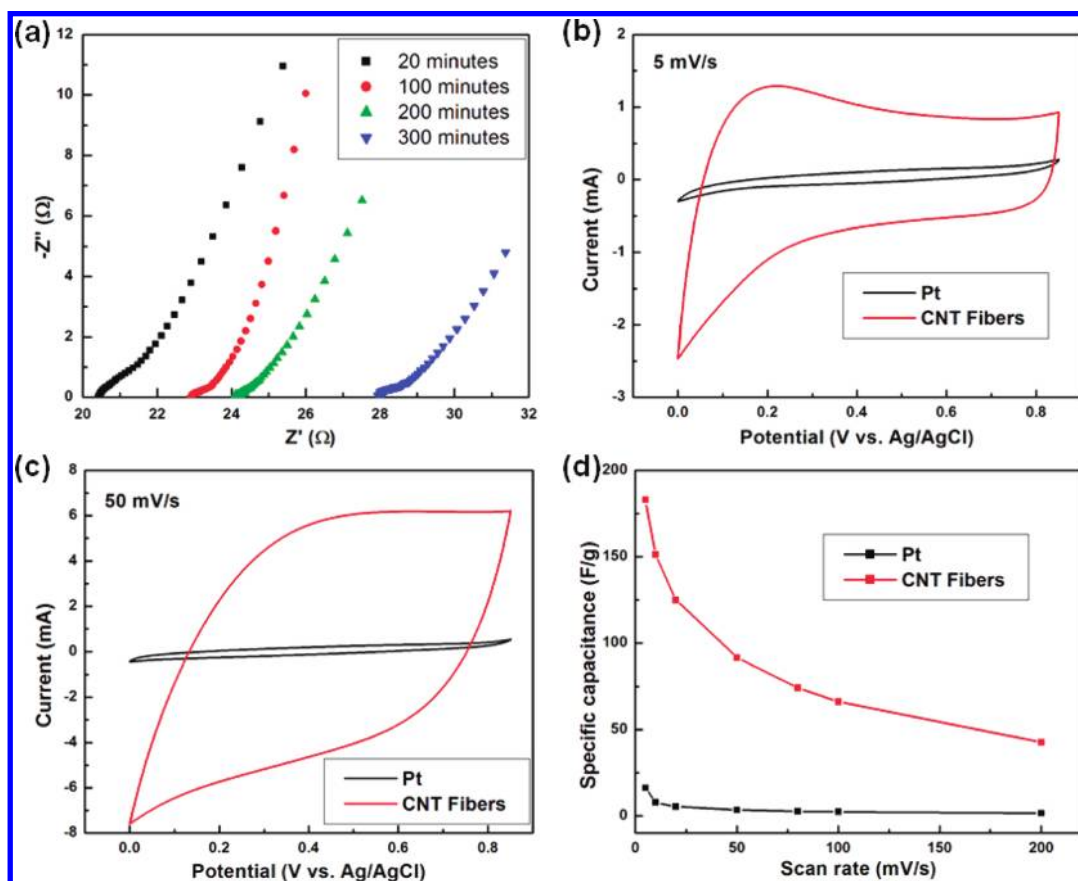 (a)
20 minutes
100 minutes
200 minutes
300 minutes
-12
-10
8
6
4
2
0
20 22 24 26 28 30 32
-Z'' (Ω)
Z' (Ω)
(b)
5 mV/s
2
1
0
-1
-2
-3
0.0 0.2 0.4 0.6 0.8
Current (mA)
Pt
CNT Fibers
Potential (V vs. Ag/AgCl)
(c)
50 mV/s
8
6
4
2
0
-2
-4
-6
-8
0.0 0.2 0.4 0.6 0.8
Current (mA)
Pt
CNT Fibers
Potential (V vs. Ag/AgCl)
(d)
200
150
100
50
0
0 50 100 150 200
Specific capacitance (F/g)
Pt
CNT Fibers
Scan rate (mV/s)